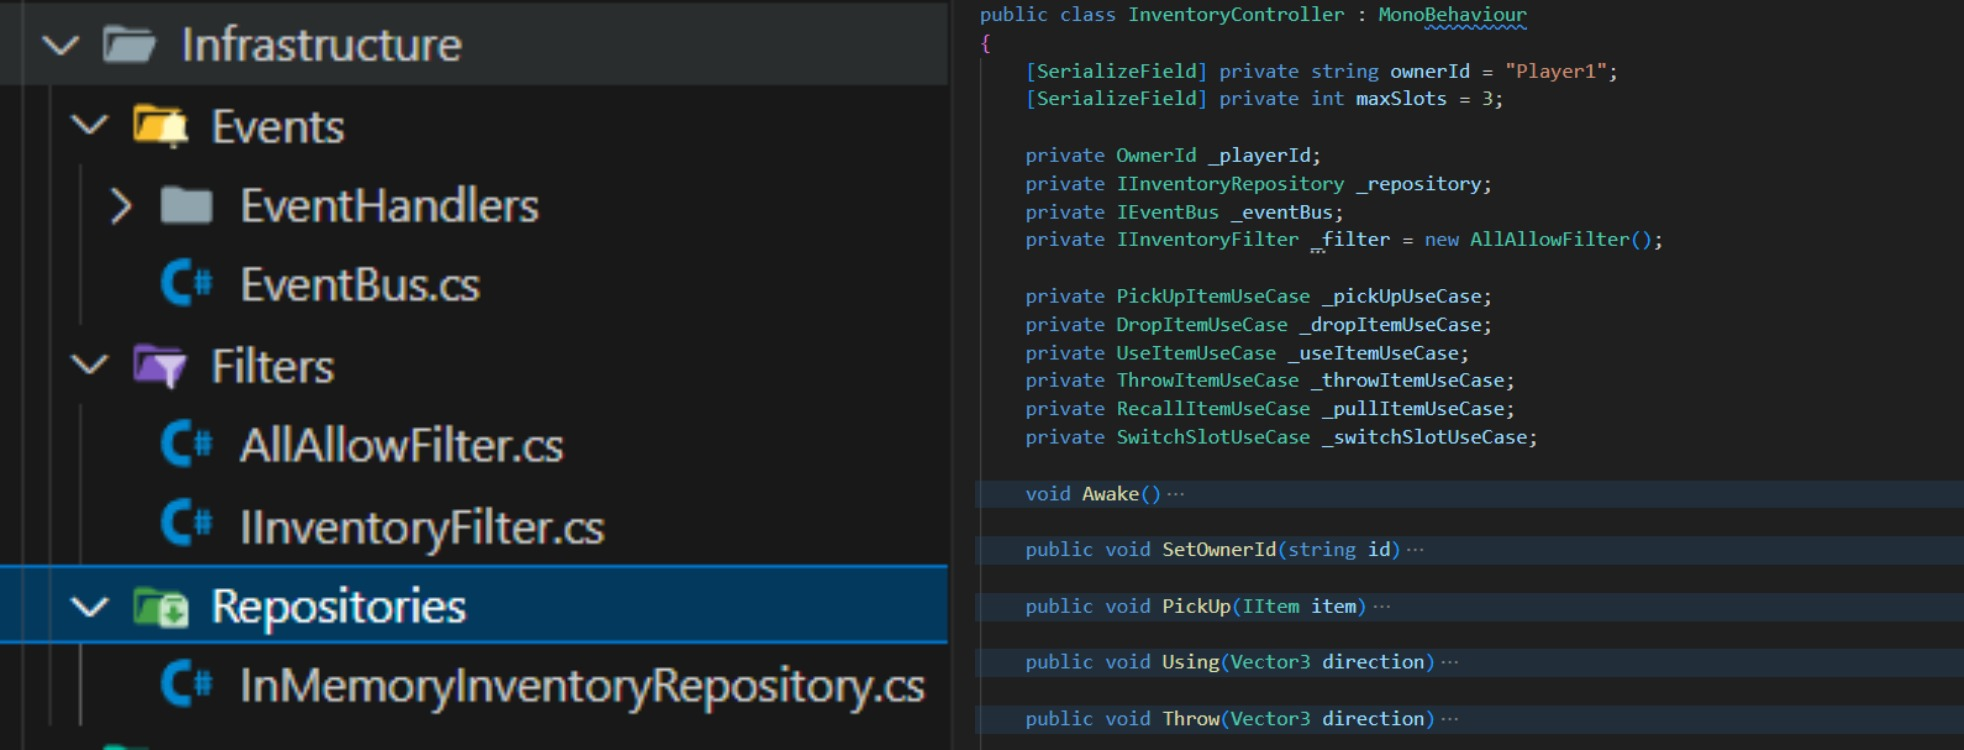 Infrastructure
Events
EventHandlers
EventBus.cs
Filters
AllAllowFilter.cs
IInventoryFilter.cs
Repositories
InMemoryInventoryRepository.cs
public class InventoryController : MonoBehaviour
{
[SerializeField] private string ownerId = "Player1";
[SerializeField] private int maxSlots = 3;
private OwnerId _playerId;
private IInventoryRepository _repository;
private IEventBus _eventBus;
private IInventoryFilter _filter = new AllAllowFilter();
private PickUpItemUseCase _pickUpUseCase;
private DropItemUseCase _dropItemUseCase;
private UseItemUseCase _useItemUseCase;
private ThrowItemUseCase _throwItemUseCase;
private RecallItemUseCase _pullItemUseCase;
private SwitchSlotUseCase _switchSlotUseCase;
void Awake()···
public void SetOwnerId(string id)···
public void PickUp(IItem item)···
public void Using(Vector3 direction)···
public void Throw(Vector3 direction)···